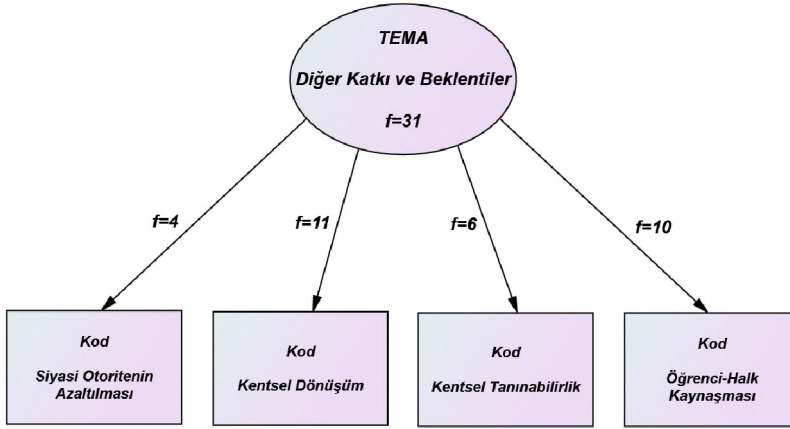 TEMA
Diğer Katkı ve Beklentiler
f=31
f=4
f=11
f=6
f=10
Kod
Siyasi Otoritenin
Azaltılması
Kod
Kentsel Dönüşüm
Kod
Kentsel Tanınabilirlik
Kod
Öğrenci-Halk
Kaynaşması